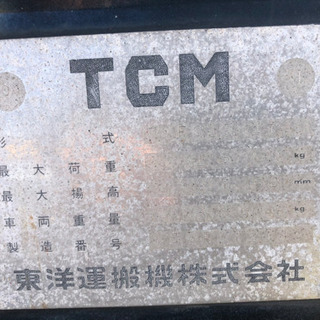 TCM
形式
最大荷重 kg
最大揚高 mm
車両重量 kg
製造番号
東洋運搬機株式会社